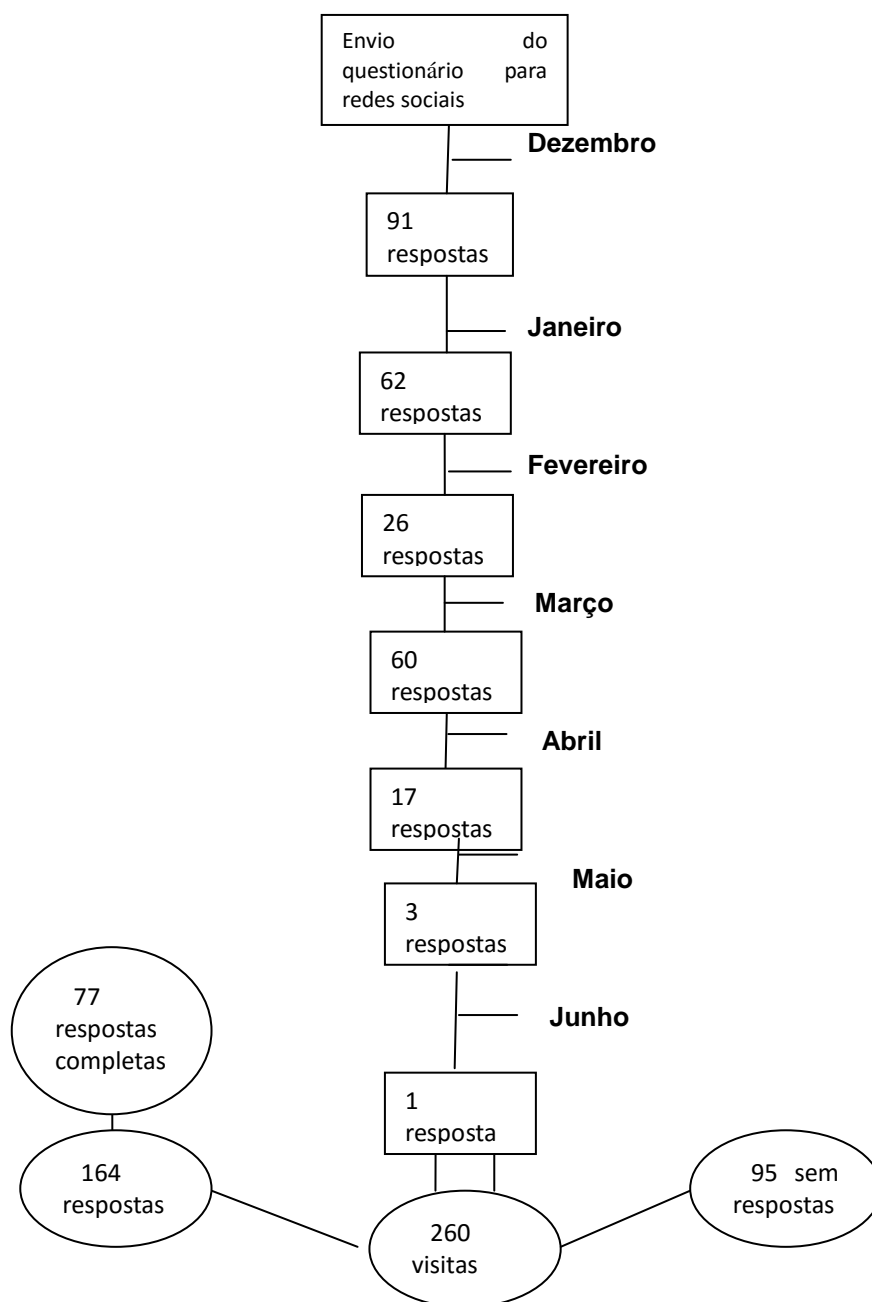 Envio do
questionário para
redes sociais
Dezembro
91
respostas
Janeiro
62
respostas
Fevereiro
26
respostas
Março
60
respostas
Abril
17
respostas
Maio
3
respostas
Junho
1
resposta
77
respostas
completas
164
respostas
260
visitas
95 sem
respostas